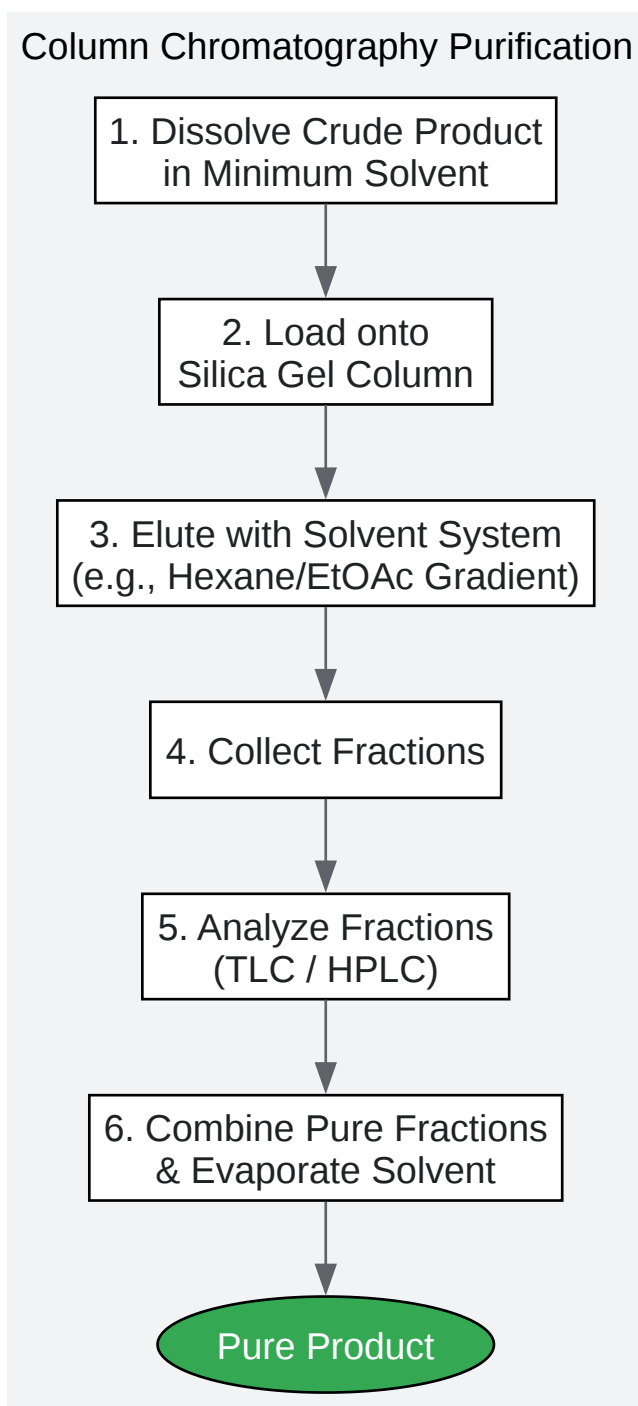 Column Chromatography Purification
1. Dissolve Crude Product
in Minimum Solvent
2. Load onto
Silica Gel Column
3. Elute with Solvent System
(e.g., Hexane/EtOAc Gradient)
4. Collect Fractions
5. Analyze Fractions
(TLC / HPLC)
6. Combine Pure Fractions
& Evaporate Solvent
Pure Product